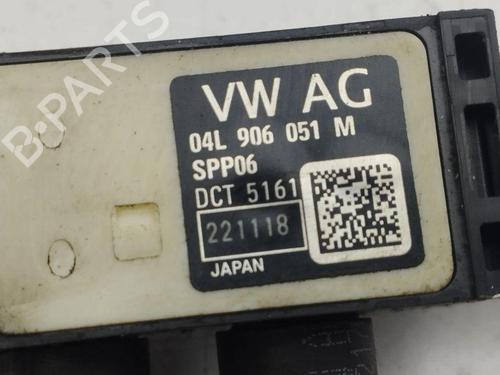 B-PARTS
VW AG
04L 906 051 M
SPP06
DCT 5161
221118
JAPAN